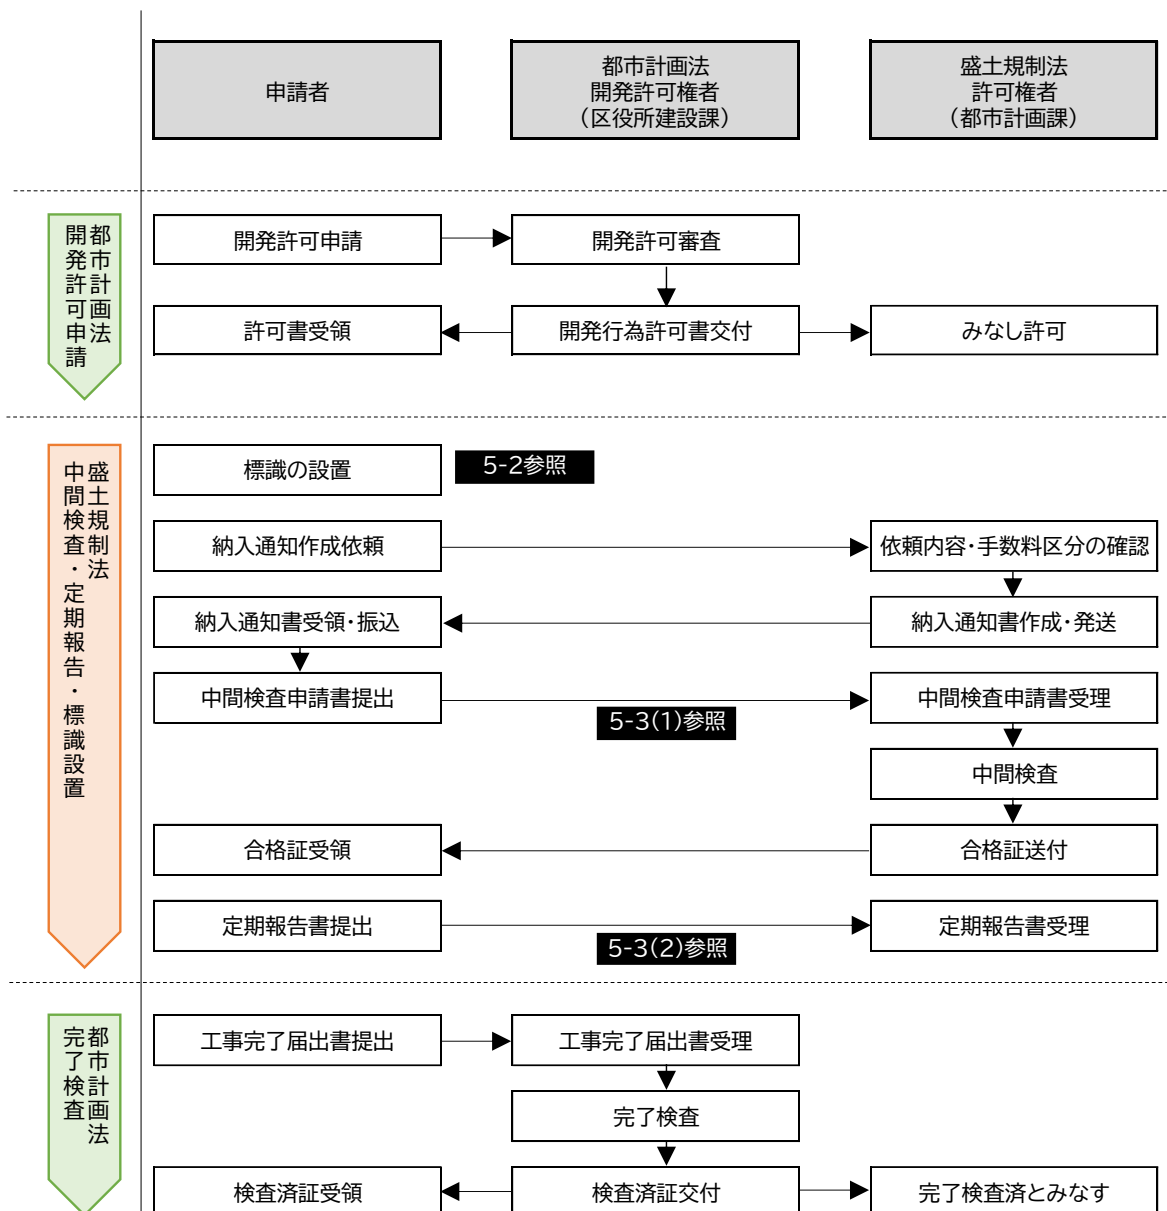 申請者
都市計画法
開発許可権者
（区役所建設課）
盛土規制法
許可権者
（都市計画課）
都市計画法
開発許可申請
開発許可申請
開発許可審査
許可書受領
開発行為許可書交付
みなし許可
盛土規制法
中間検査・定期報告・標識設置
標識の設置
5-2参照
納入通知作成依頼
依頼内容・手数料区分の確認
納入通知書受領・振込
納入通知書作成・発送
中間検査申請書提出
5-3(1)参照
中間検査申請書受理
中間検査
合格証受領
合格証送付
定期報告書提出
5-3(2)参照
定期報告書受理
都市計画法
完了検査
工事完了届出書提出
工事完了届出書受理
完了検査
検査済証受領
検査済証交付
完了検査済とみなす